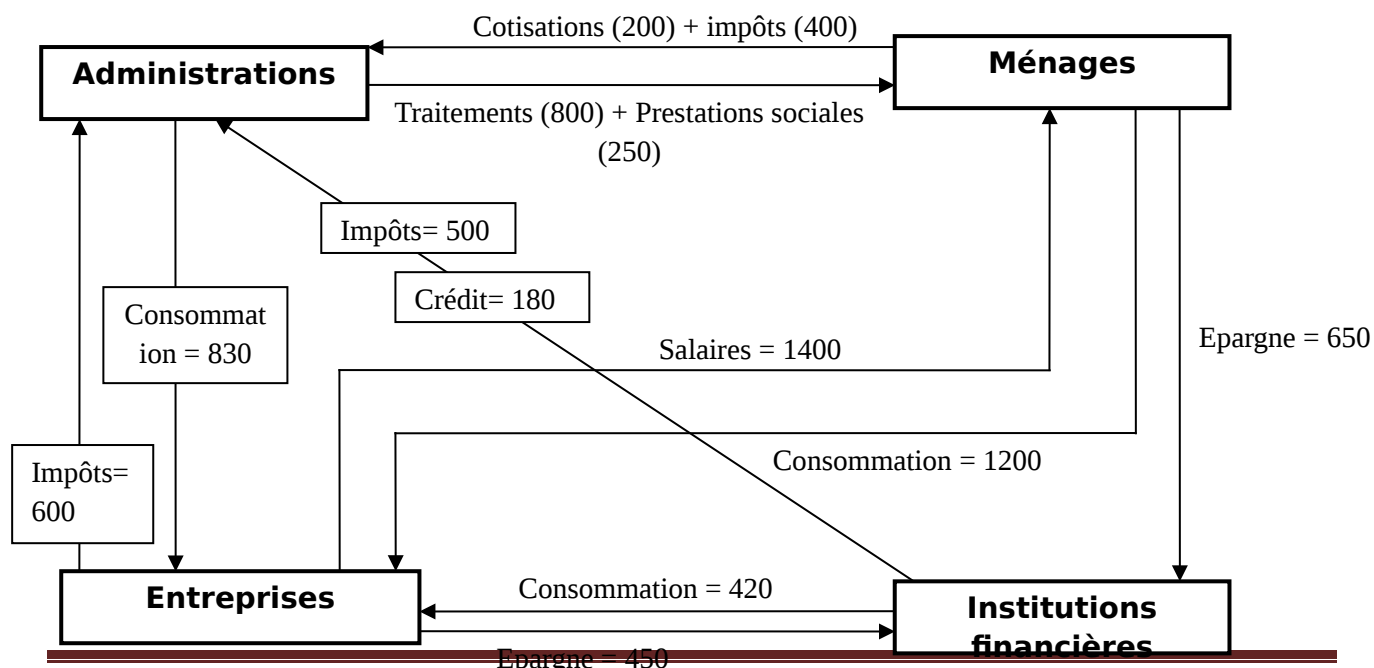 Cotisations (200) + impôts (400)
Administrations
Ménages
Traitements (800) + Prestations sociales
(250)
Impôts= 500
Crédit= 180
Consommat
ion = 830
Salaires = 1400
Epargne = 650
Consommation = 1200
Impôts=
600
Entreprises
Consommation = 420
Institutions
financières
Epargne = 450